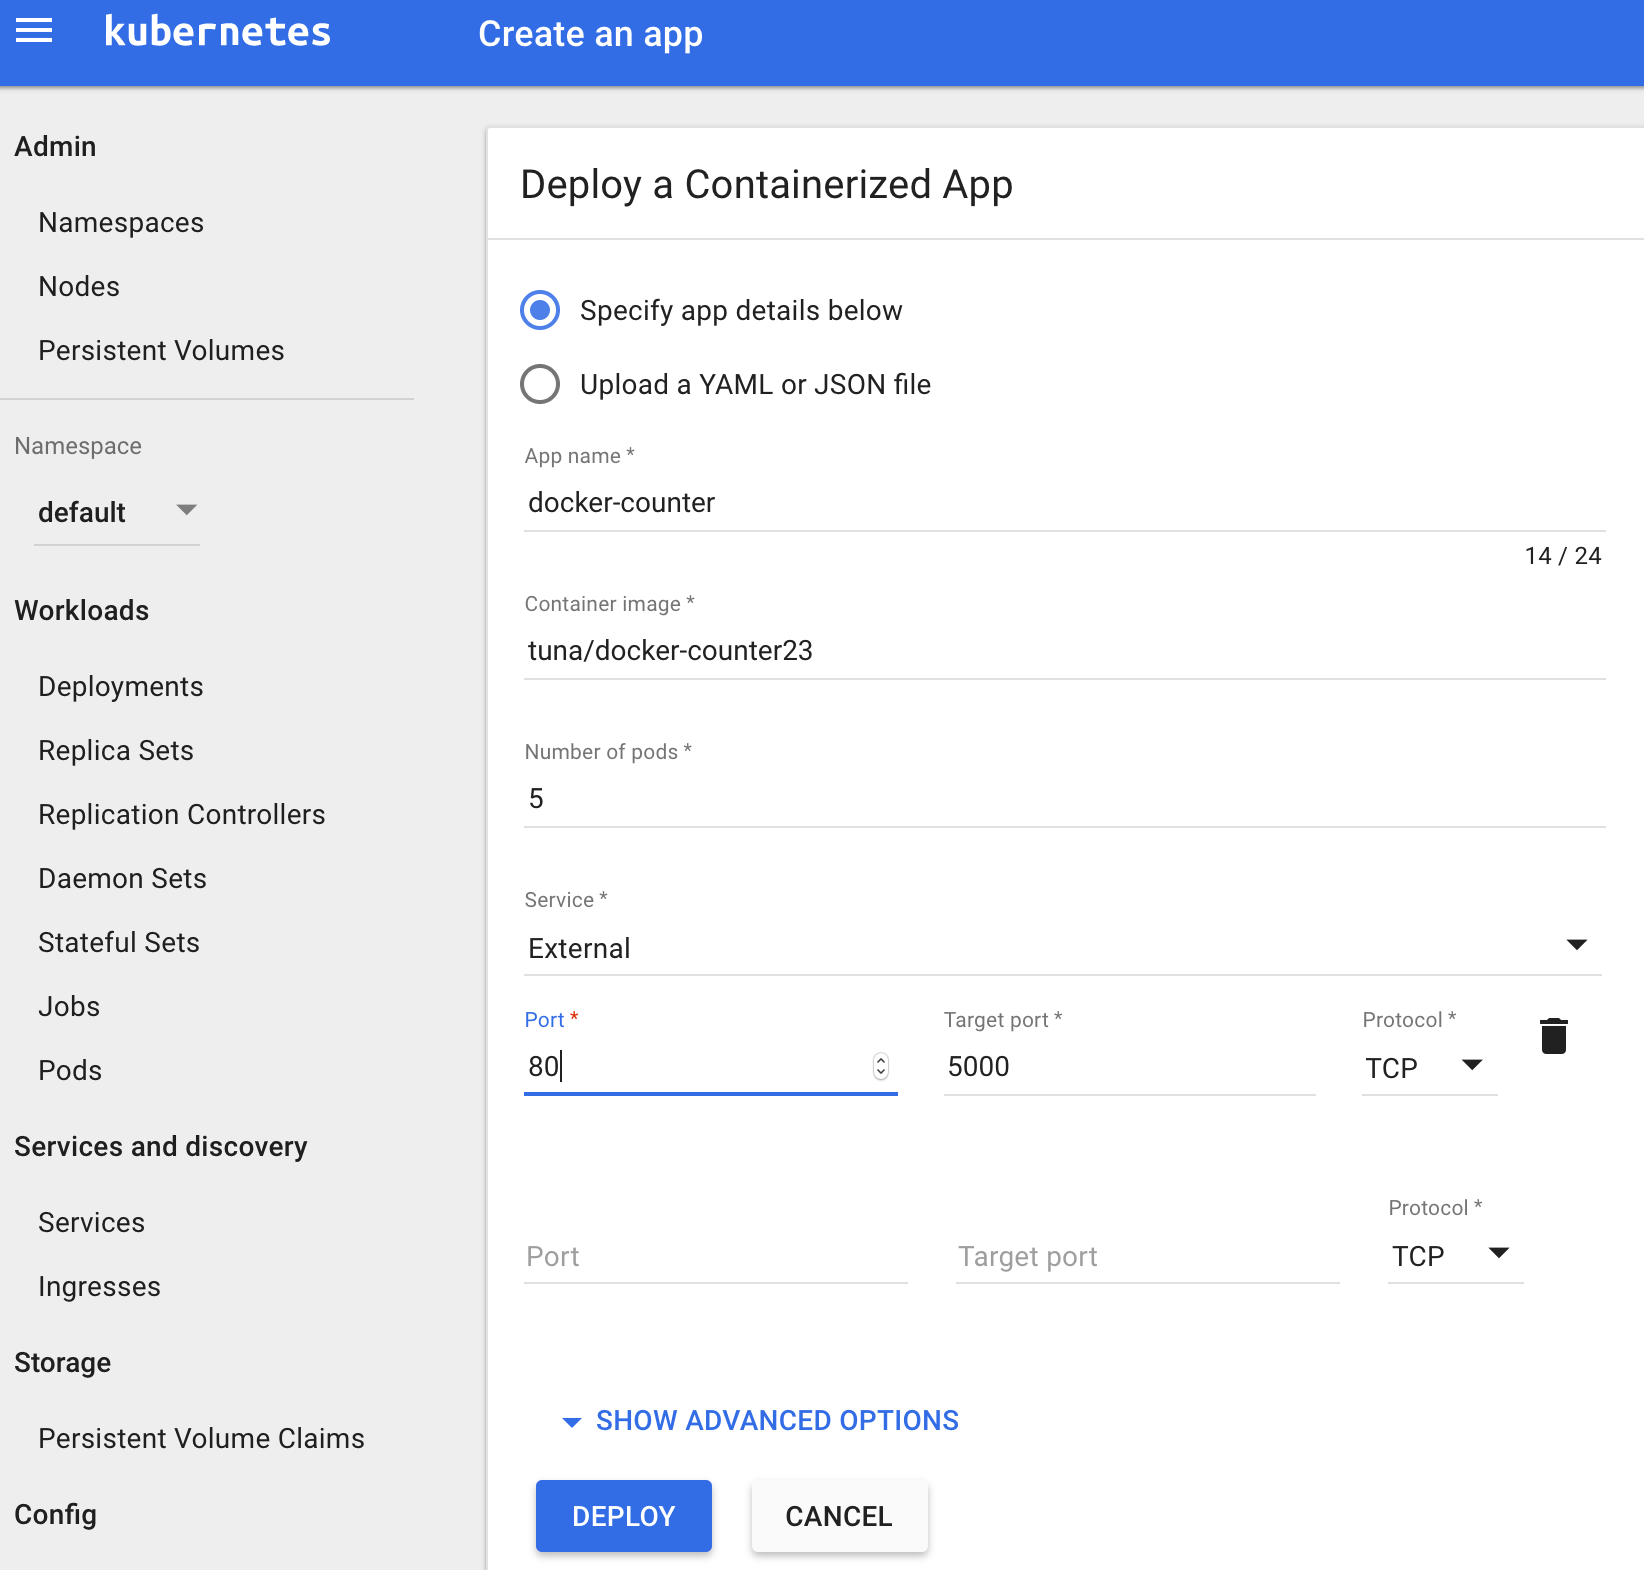 kubernetes
Create an app
Admin
Namespaces
Nodes
Persistent Volumes
Namespace
default
Workloads
Deployments
Replica Sets
Replication Controllers
Daemon Sets
Stateful Sets
Jobs
Pods
Services and discovery
Services
Ingresses
Storage
Persistent Volume Claims
Config
Deploy a Containerized App
Specify app details below
Upload a YAML or JSON file
App name *
docker-counter
14 / 24
Container image *
tuna/docker-counter23
Number of pods *
5
Service *
External
Port * Target port * Protocol *
80 5000 TCP
Protocol *
Port Target port TCP
SHOW ADVANCED OPTIONS
DEPLOY CANCEL